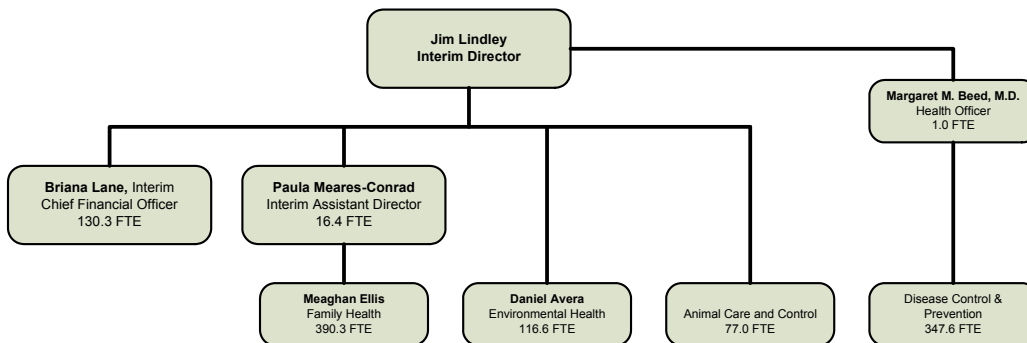 Jim Lindley
Interim Director
Margaret M. Beed, M.D.
Health Officer
1.0 FTE
Briana Lane, Interim
Chief Financial Officer
130.3 FTE
Paula Meares-Conrad
Interim Assistant Director
16.4 FTE
Meaghan Ellis
Family Health
390.3 FTE
Daniel Avera
Environmental Health
116.6 FTE
Animal Care and Control
77.0 FTE
Disease Control &
Prevention
347.6 FTE